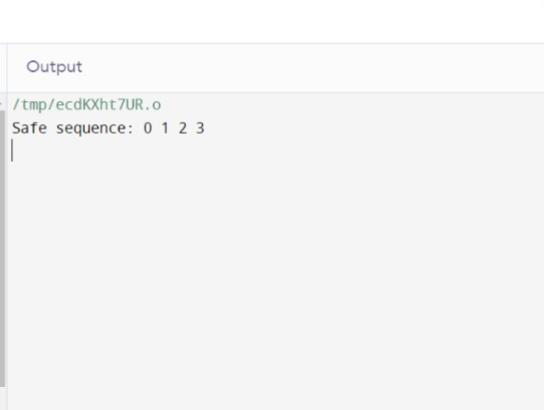 Output
/tmp/ecdKXht7UR.o
Safe sequence: 0 1 2 3